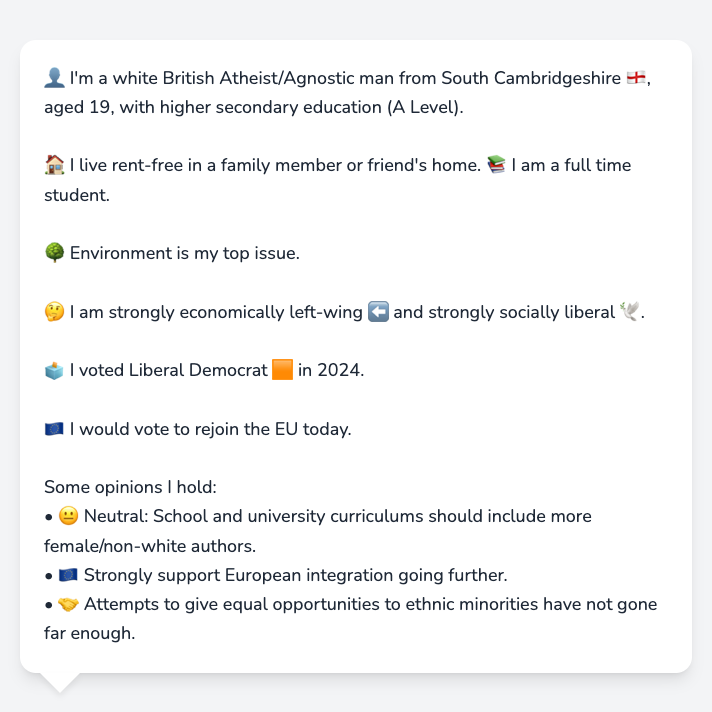 👤 I'm a white British Atheist/Agnostic man from South Cambridgeshire 🏴󠁧󠁢󠁥󠁮󠁧󠁿,
aged 19, with higher secondary education (A Level).
🏠 I live rent-free in a family member or friend's home. 📚 I am a full time
student.
🌳 Environment is my top issue.
🤔 I am strongly economically left-wing ⬅️ and strongly socially liberal 🕊️.
🗳️ I voted Liberal Democrat 🟧 in 2024.
🇪🇺 I would vote to rejoin the EU today.
Some opinions I hold:
• 😐 Neutral: School and university curriculums should include more
female/non-white authors.
• 🇪🇺 Strongly support European integration going further.
• 🤝 Attempts to give equal opportunities to ethnic minorities have not gone
far enough.